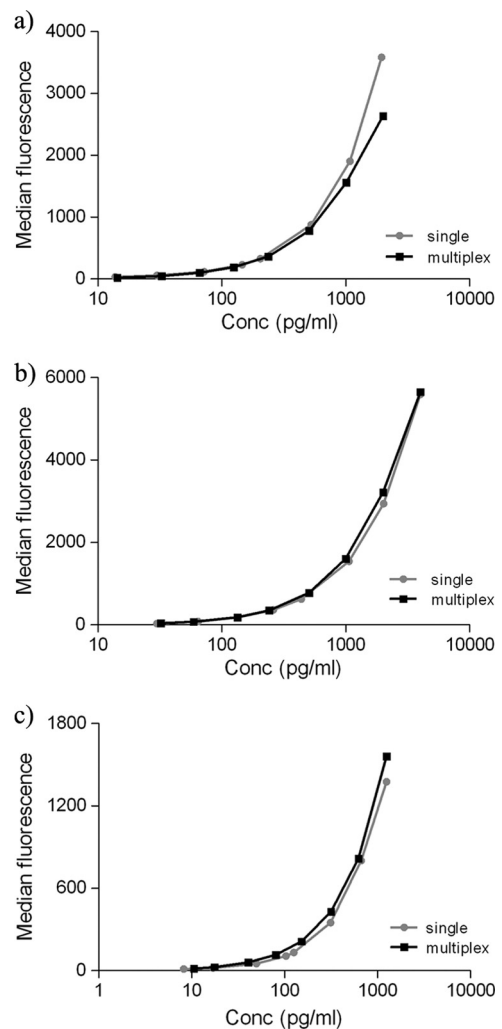 a)
4000
3000
2000
1000
0
Median fluorescence
single
multiplex
10 100 1000 10000
Conc (pg/ml)
b)
6000
4000
2000
0
Median fluorescence
single
multiplex
10 100 1000 10000
Conc (pg/ml)
c)
1800
1200
600
0
Median fluorescence
single
multiplex
1 10 100 1000 10000
Conc (pg/ml)